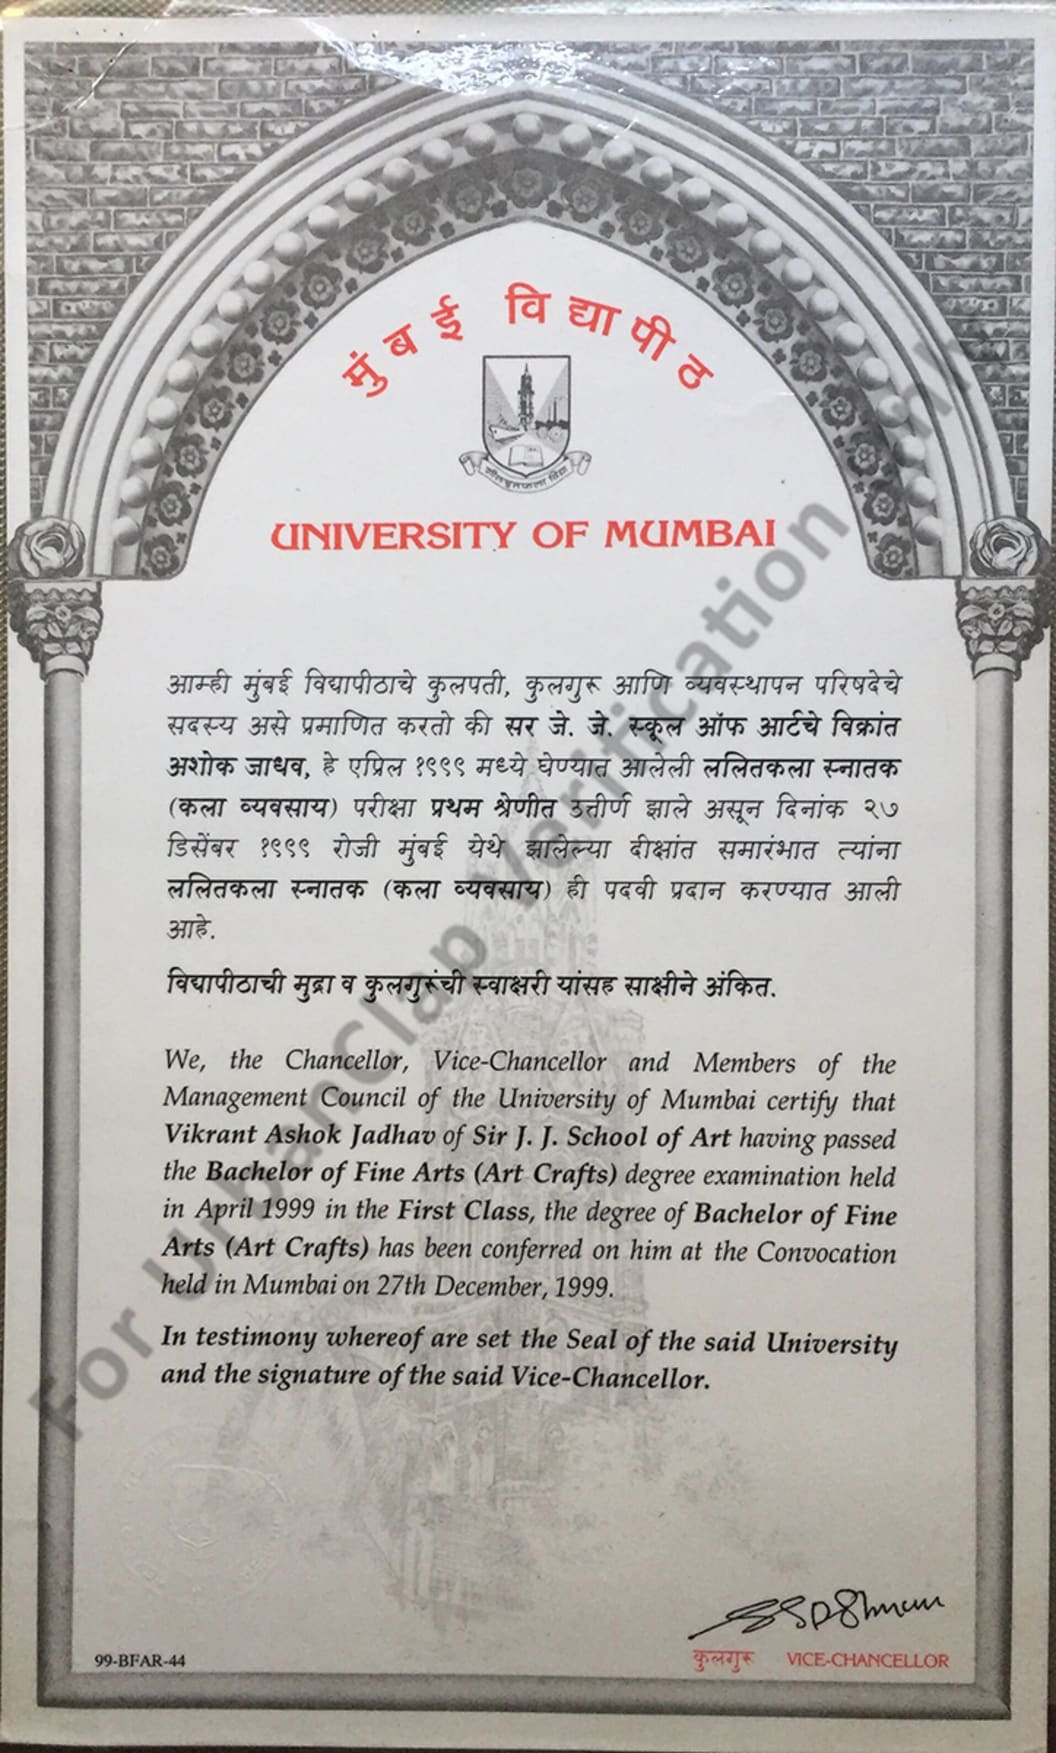 मुंबई विद्यापीठ
शीलवृतफला विद्या
UNIVERSITY OF MUMBAI
आम्ही मुंबई विद्यापीठाचे कुलपती, कुलगुरू आणि व्यवस्थापन परिषदेचे
सदस्य असे प्रमाणित करतो की सर जे. जे. स्कूल ऑफ आर्टचे विक्रांत
अशोक जाधव, हे एप्रिल १९९९ मध्ये घेण्यात आलेली ललितकला स्नातक
(कला व्यवसाय) परीक्षा प्रथम श्रेणीत उत्तीर्ण झाले असून दिनांक २७
डिसेंबर १९९९ रोजी मुंबई येथे झालेल्या दीक्षांत समारंभात त्यांना
ललितकला स्नातक (कला व्यवसाय) ही पदवी प्रदान करण्यात आली
आहे.
विद्यापीठाची मुद्रा व कुलगुरूंची स्वाक्षरी यांसह साक्षीने अंकित.
We, the Chancellor, Vice-Chancellor and Members of the
Management Council of the University of Mumbai certify that
Vikrant Ashok Jadhav of Sir J. J. School of Art having passed
the Bachelor of Fine Arts (Art Crafts) degree examination held
in April 1999 in the First Class, the degree of Bachelor of Fine
Arts (Art Crafts) has been conferred on him at the Convocation
held in Mumbai on 27th December, 1999.
In testimony whereof are set the Seal of the said University
and the signature of the said Vice-Chancellor.
99-BFAR-44
कुलगुरू VICE-CHANCELLOR
For UrbanClap Verification